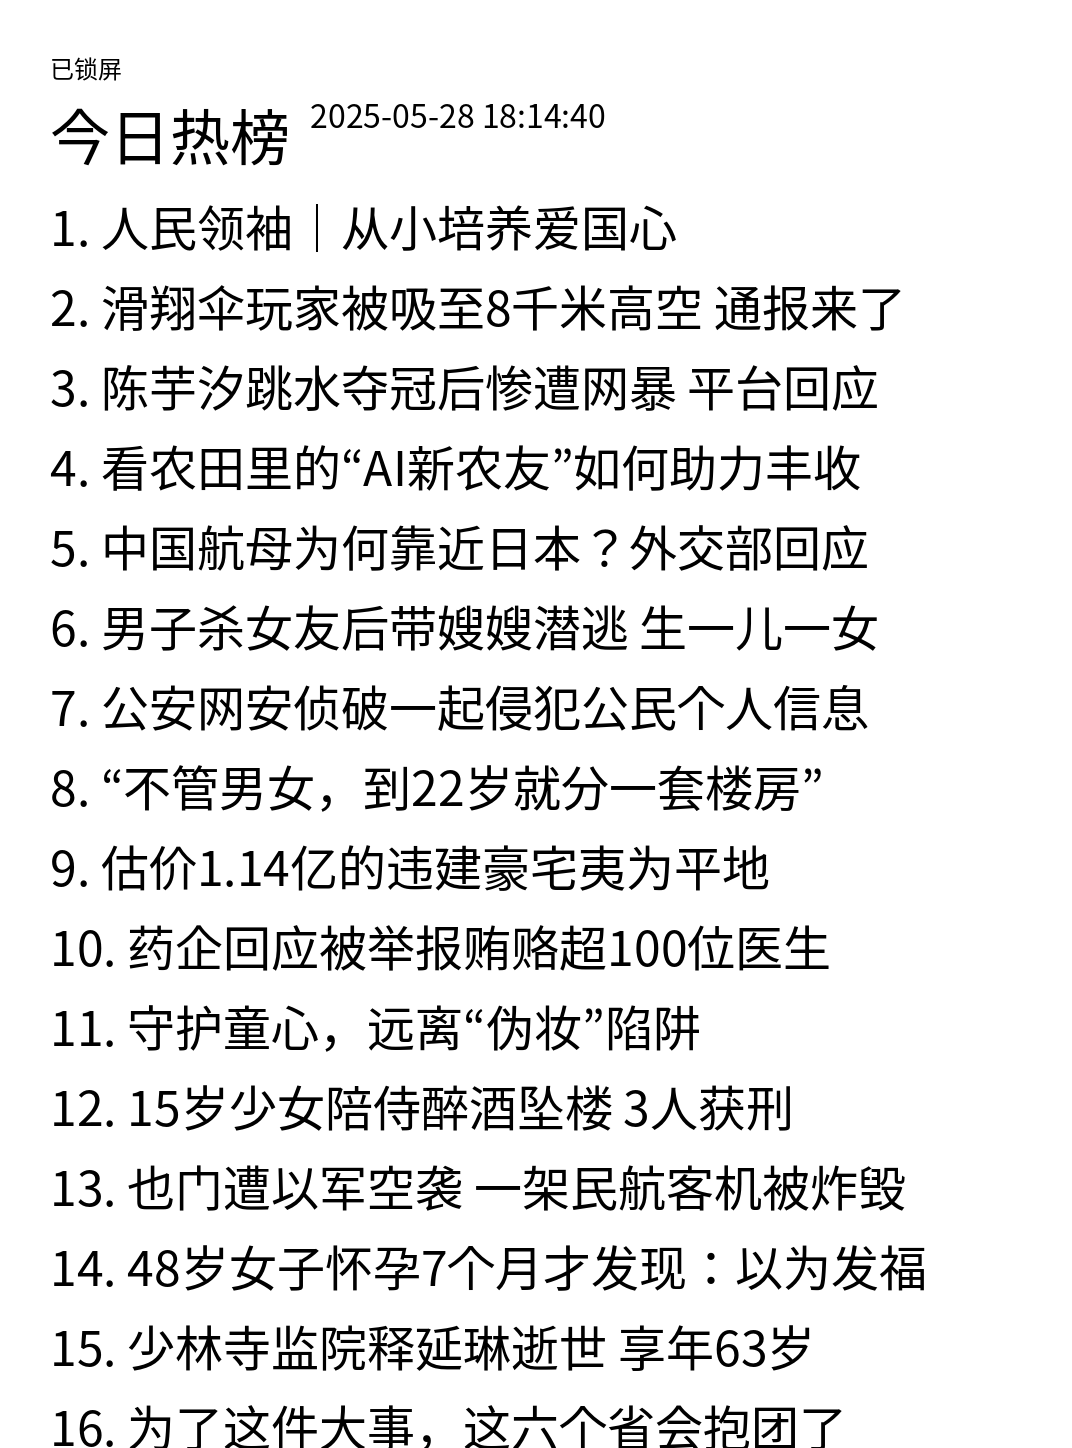 已锁屏
今日热榜 2025-05-28 18:14:40
1. 人民领袖｜从小培养爱国心
2. 滑翔伞玩家被吸至8千米高空 通报来了
3. 陈芋汐跳水夺冠后惨遭网暴 平台回应
4. 看农田里的“AI新农友”如何助力丰收
5. 中国航母为何靠近日本？外交部回应
6. 男子杀女友后带嫂嫂潜逃 生一儿一女
7. 公安网安侦破一起侵犯公民个人信息
8. “不管男女，到22岁就分一套楼房”
9. 估价1.14亿的违建豪宅夷为平地
10. 药企回应被举报贿赂超100位医生
11. 守护童心，远离“伪妆”陷阱
12. 15岁少女陪侍醉酒坠楼 3人获刑
13. 也门遭以军空袭 一架民航客机被炸毁
14. 48岁女子怀孕7个月才发现：以为发福
15. 少林寺监院释延琳逝世 享年63岁
16. 为了这件大事，这六个省会抱团了